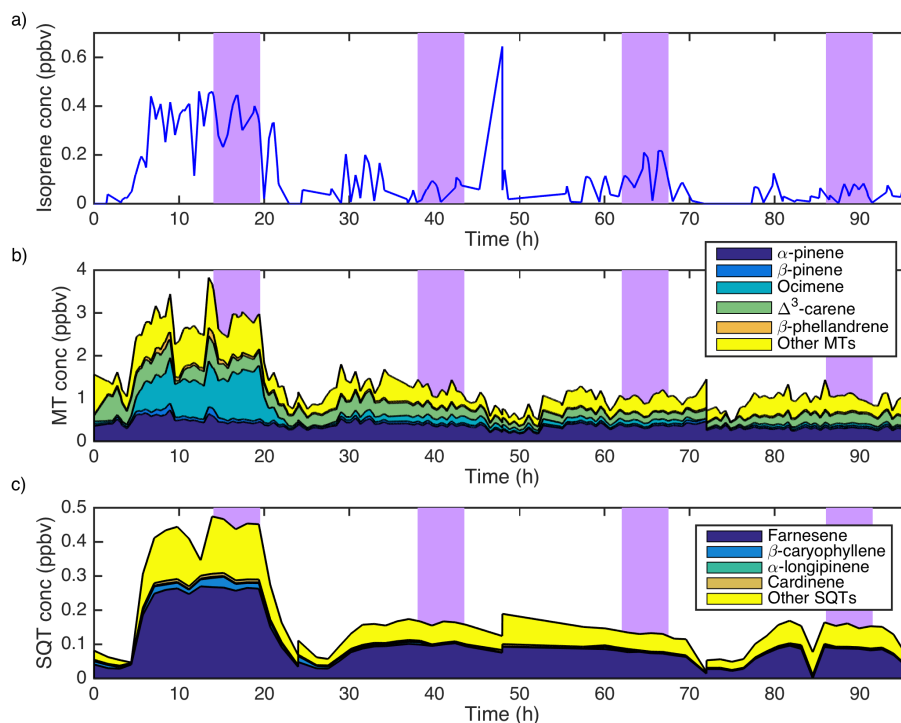 a)
Isoprene conc (ppbv)
0.6
0.4
0.2
0
0 10 20 30 40 50 60 70 80 90
Time (h)
b)
MT conc (ppbv)
4
3
2
1
0
0 10 20 30 40 50 60 70 80 90
Time (h)
α-pinene
β-pinene
Ocimene
Δ³-carene
β-phellandrene
Other MTs
c)
SQT conc (ppbv)
0.5
0.4
0.3
0.2
0.1
0
0 10 20 30 40 50 60 70 80 90
Time (h)
Farnesene
β-caryophyllene
α-longipinene
Cardinene
Other SQTs